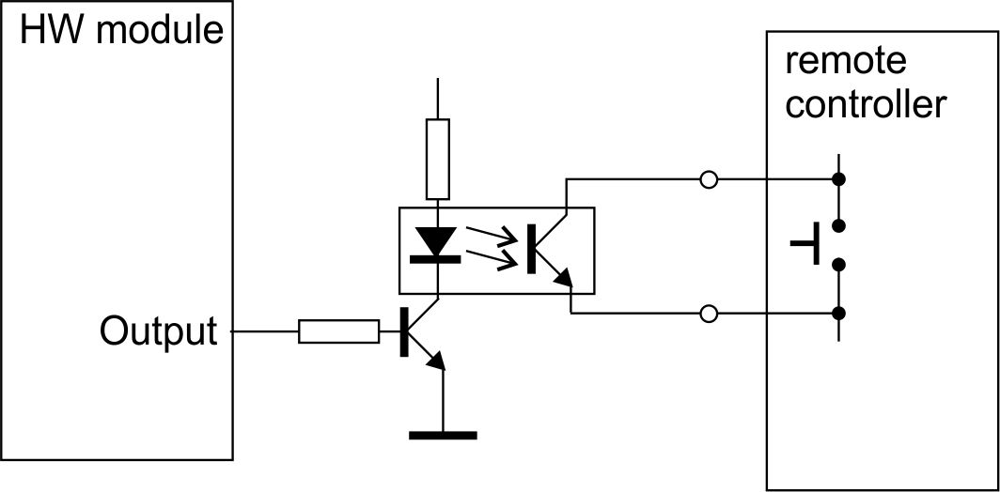 HW module
remote
controller
Output